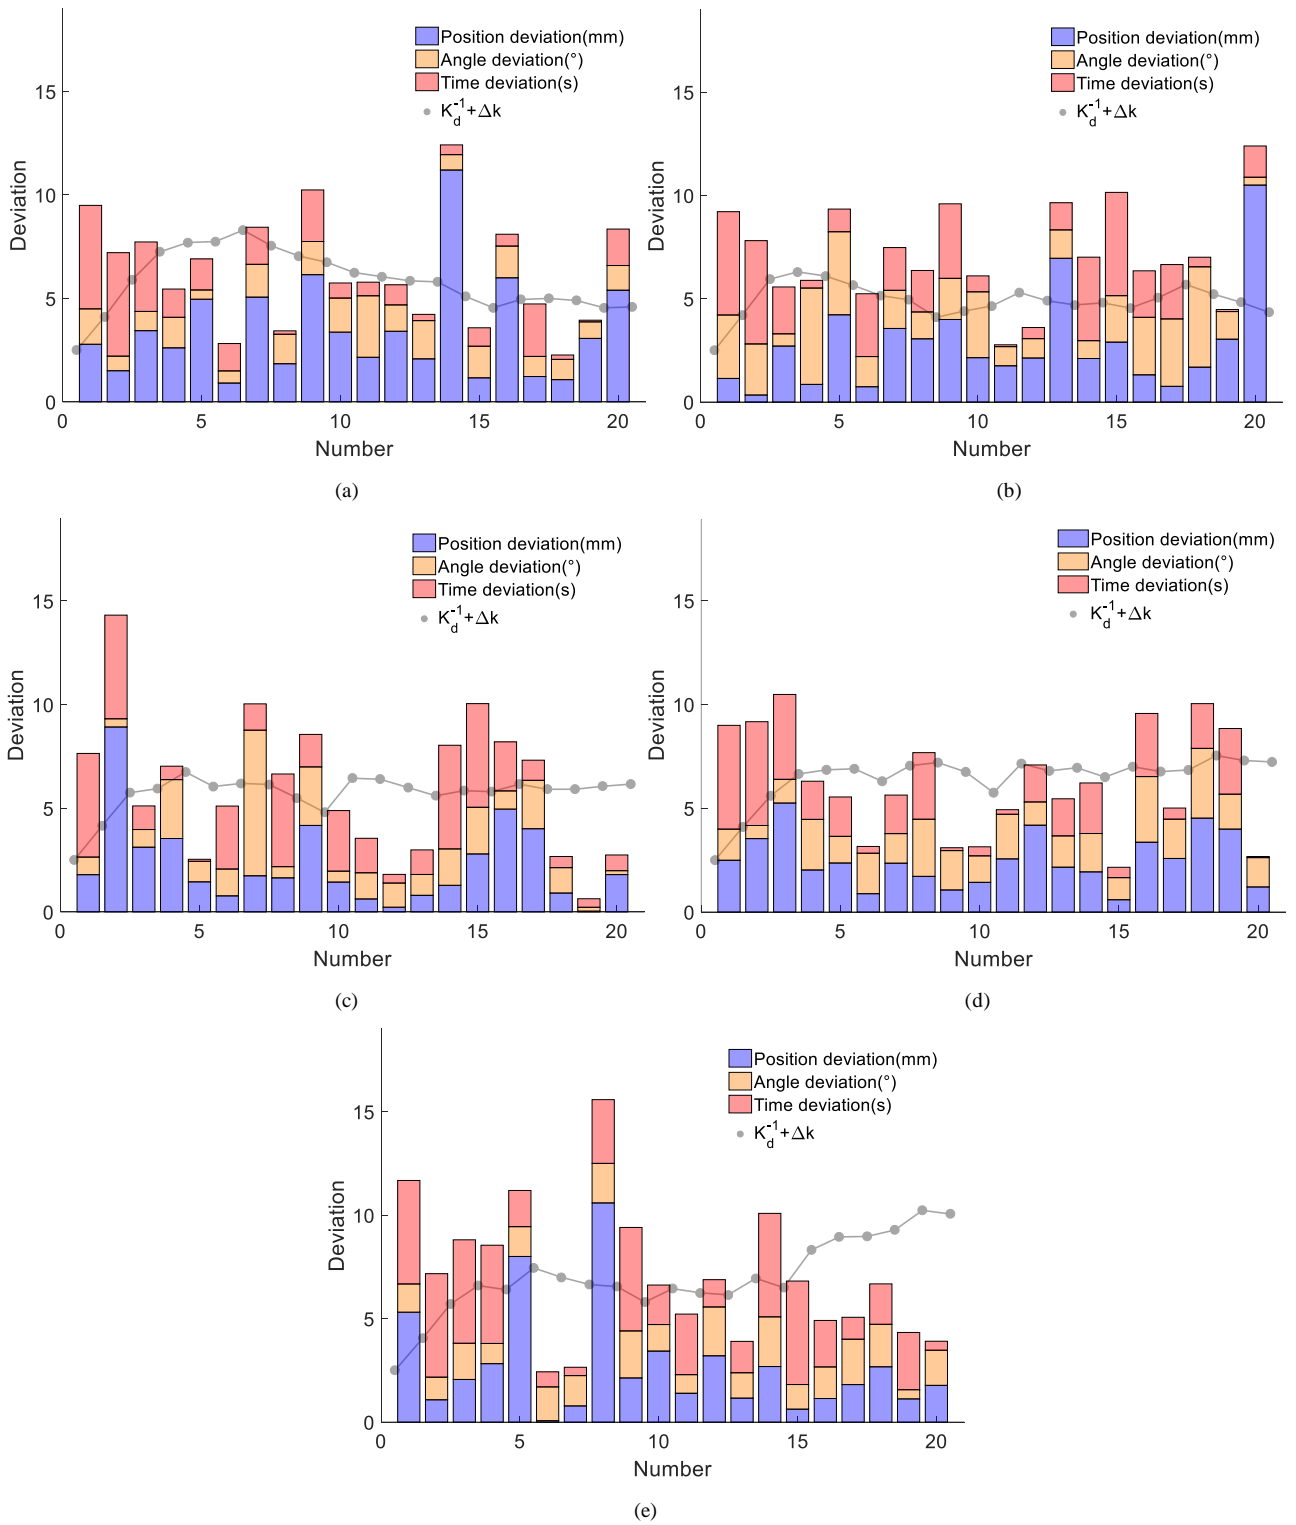 Position deviation(mm)
Angle deviation(°)
Time deviation(s)
K_d^-1+Δk
15
10
5
0
Deviation
0 5 10 15 20
Number
(a)
Position deviation(mm)
Angle deviation(°)
Time deviation(s)
K_d^-1+Δk
15
10
5
0
Deviation
0 5 10 15 20
Number
(b)
Position deviation(mm)
Angle deviation(°)
Time deviation(s)
K_d^-1+Δk
15
10
5
0
Deviation
0 5 10 15 20
Number
(c)
Position deviation(mm)
Angle deviation(°)
Time deviation(s)
K_d^-1+Δk
15
10
5
0
Deviation
0 5 10 15 20
Number
(d)
Position deviation(mm)
Angle deviation(°)
Time deviation(s)
K_d^-1+Δk
15
10
5
0
Deviation
0 5 10 15 20
Number
(e)